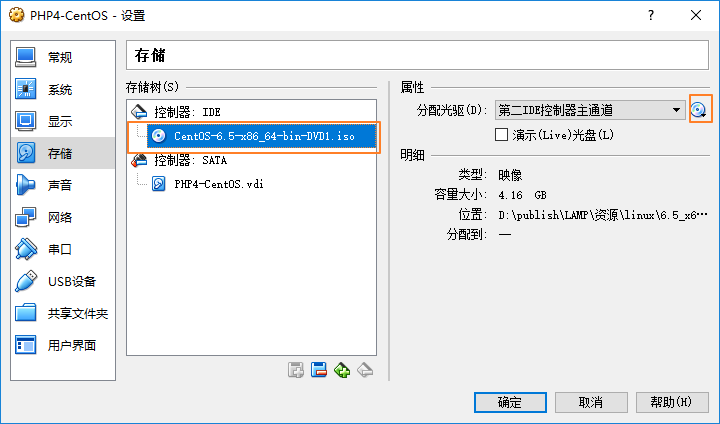 PHP4-CentOS - 设置
?
常规
系统
显示
存储
声音
网络
串口
USB设备
共享文件夹
用户界面
存储
存储树(S)
控制器: IDE
CentOS-6.5-x86_64-bin-DVD1.iso
控制器: SATA
PHP4-CentOS.vdi
属性
分配光驱(D): 第二IDE控制器主通道
演示(Live)光盘(L)
明细
类型: 映像
容量大小: 4.16 GB
位置: D:\publish\LAMP\资源\linux\6.5_x6…
分配到: —
确定
取消
帮助(H)